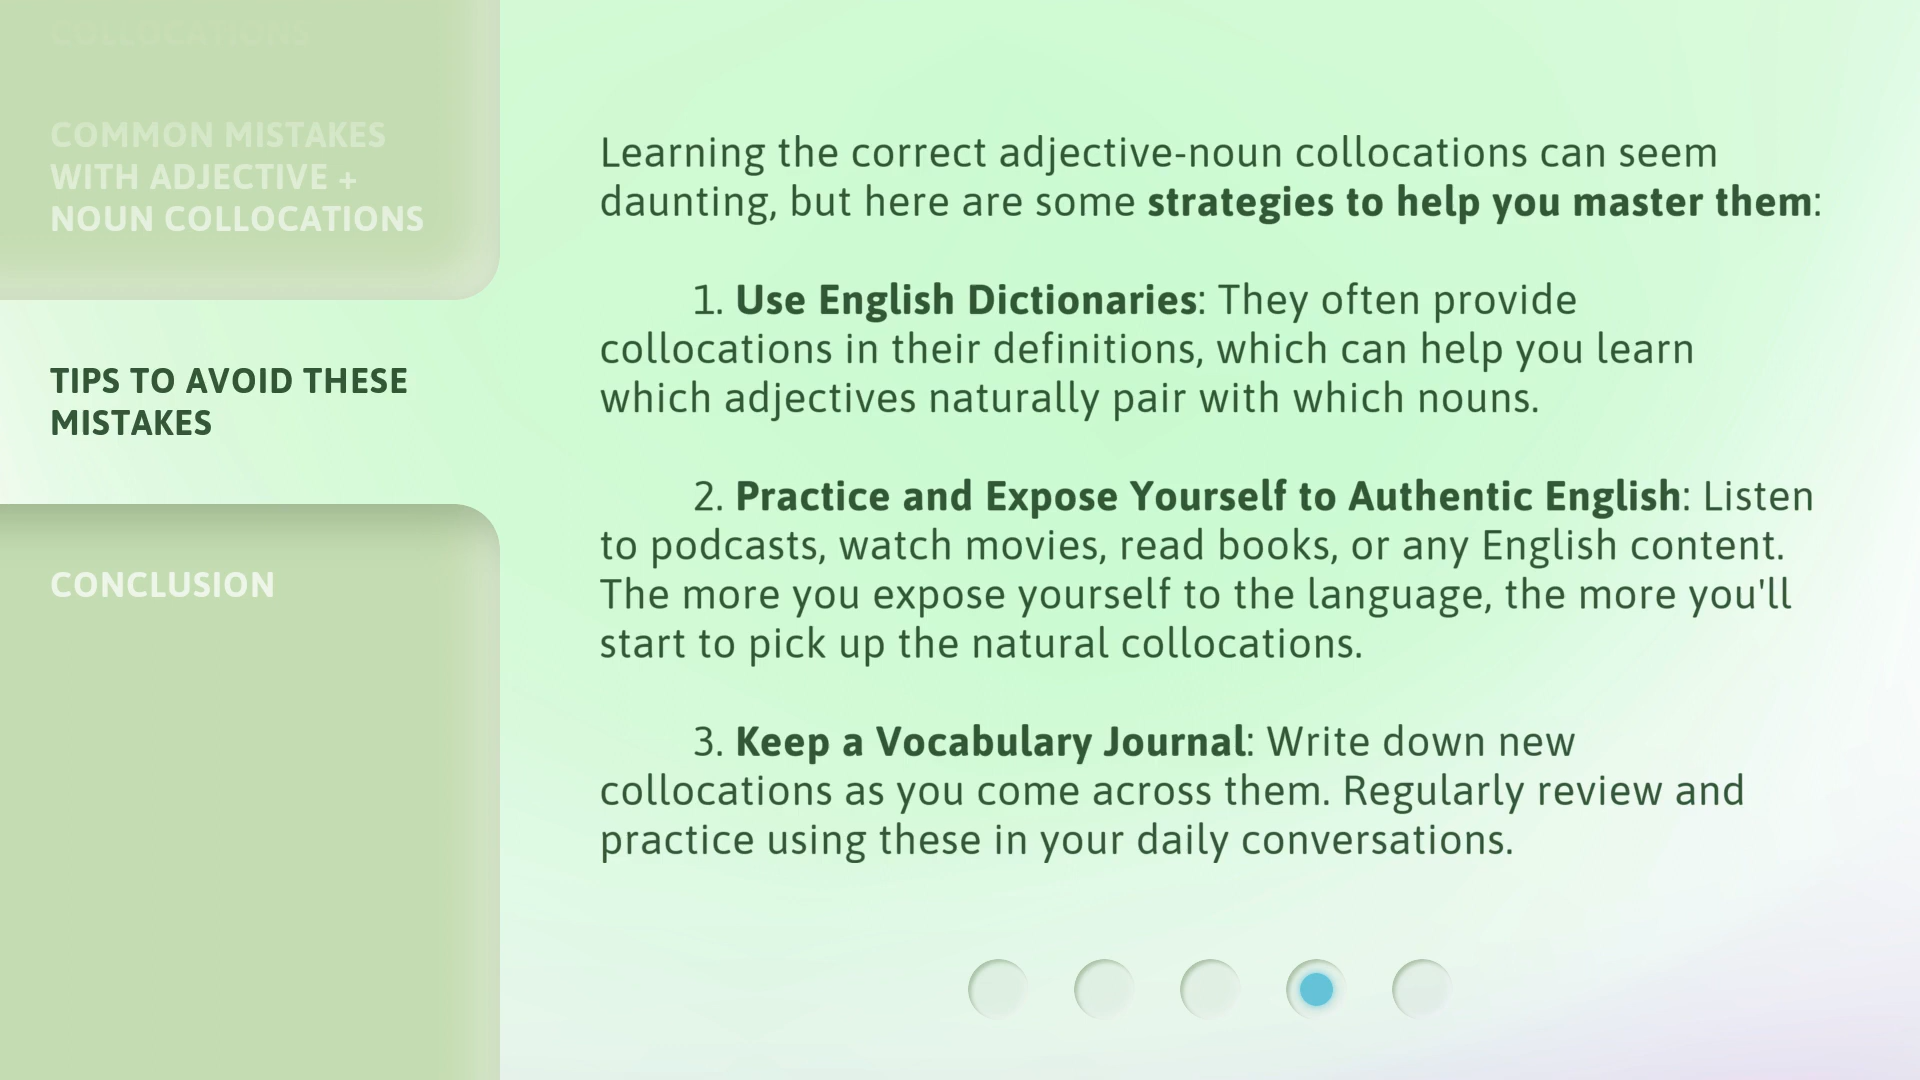 COLLOCATIONS
COMMON MISTAKES
WITH ADJECTIVE +
NOUN COLLOCATIONS
TIPS TO AVOID THESE
MISTAKES
CONCLUSION
Learning the correct adjective-noun collocations can seem
daunting, but here are some strategies to help you master them:
1. Use English Dictionaries: They often provide
collocations in their definitions, which can help you learn
which adjectives naturally pair with which nouns.
2. Practice and Expose Yourself to Authentic English: Listen
to podcasts, watch movies, read books, or any English content.
The more you expose yourself to the language, the more you'll
start to pick up the natural collocations.
3. Keep a Vocabulary Journal: Write down new
collocations as you come across them. Regularly review and
practice using these in your daily conversations.